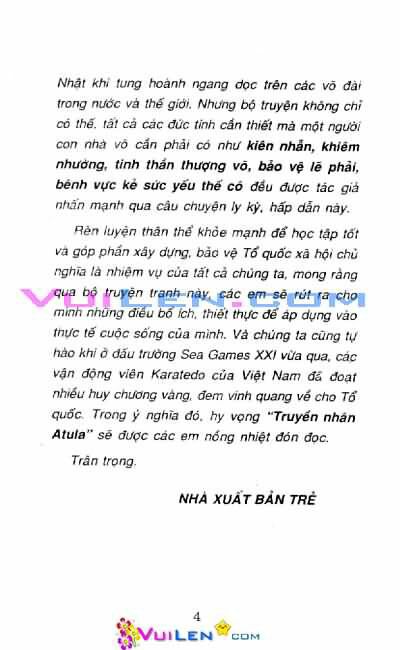 Nhật khi tung hoành ngang dọc trên các võ đài
trong nước và thế giới. Nhưng bộ truyện không chỉ
có thế, tất cả các đức tính cần thiết mà một người
con nhà võ cần phải có như kiên nhẫn, khiêm
nhường, tinh thần thượng võ, bảo vệ lẽ phải,
bênh vực kẻ sức yếu thế cô đều được tác giả
nhấn mạnh qua câu chuyện ly kỳ, hấp dẫn này.
Rèn luyện thân thể khỏe mạnh để học tập tốt
và góp phần xây dựng, bảo vệ Tổ quốc xã hội chủ
nghĩa là nhiệm vụ của tất cả chúng ta, mong rằng
qua bộ truyện tranh này, các em sẽ rút ra cho
VUILEN.COM
mình những điều bổ ích, thiết thực để áp dụng vào
thực tế cuộc sống của mình. Và chúng ta cũng tự
hào khi ở đấu trường Sea Games XXI vừa qua, các
vận động viên Karatedo của Việt Nam đã đoạt
nhiều huy chương vàng, đem vinh quang về cho Tổ
quốc. Trong ý nghĩa đó, hy vọng “Truyền nhân
Atula” sẽ được các em nồng nhiệt đón đọc.
Trân trọng.
NHÀ XUẤT BẢN TRẺ
4
VUILEN.COM